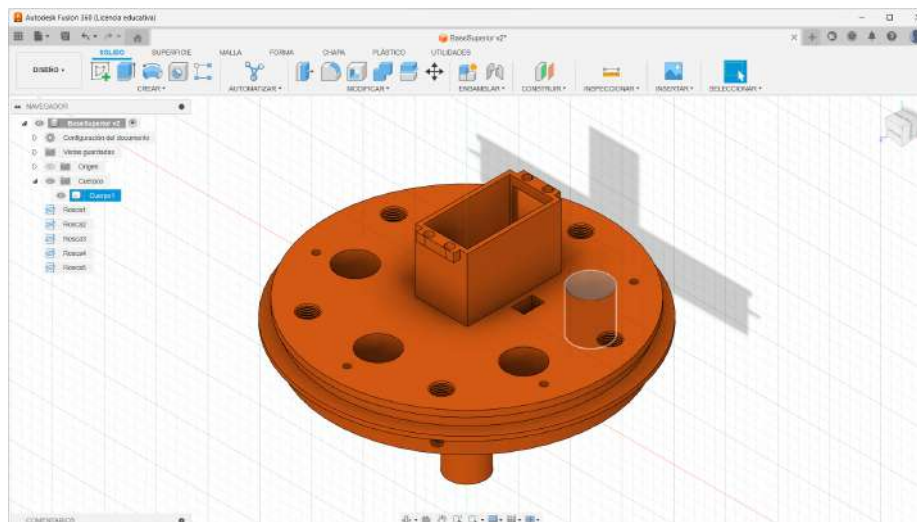 Autodesk Fusion 360 (Licencia educativa)
BaseSuperior v2*
SÓLIDO SUPERFICIE MALLA FORMA CHAPA PLÁSTICO UTILIDADES
DISEÑO
CREAR AUTOMATIZAR MODIFICAR ENSAMBLAR CONSTRUIR INSPECCIONAR INSERTAR SELECCIONAR
NAVEGADOR
BaseSuperior v2
Configuración del documento
Vistas guardadas
Origen
Cuerpos
Cuerpo1
Rosca1
Rosca2
Rosca3
Rosca4
Rosca5
COMENTARIOS